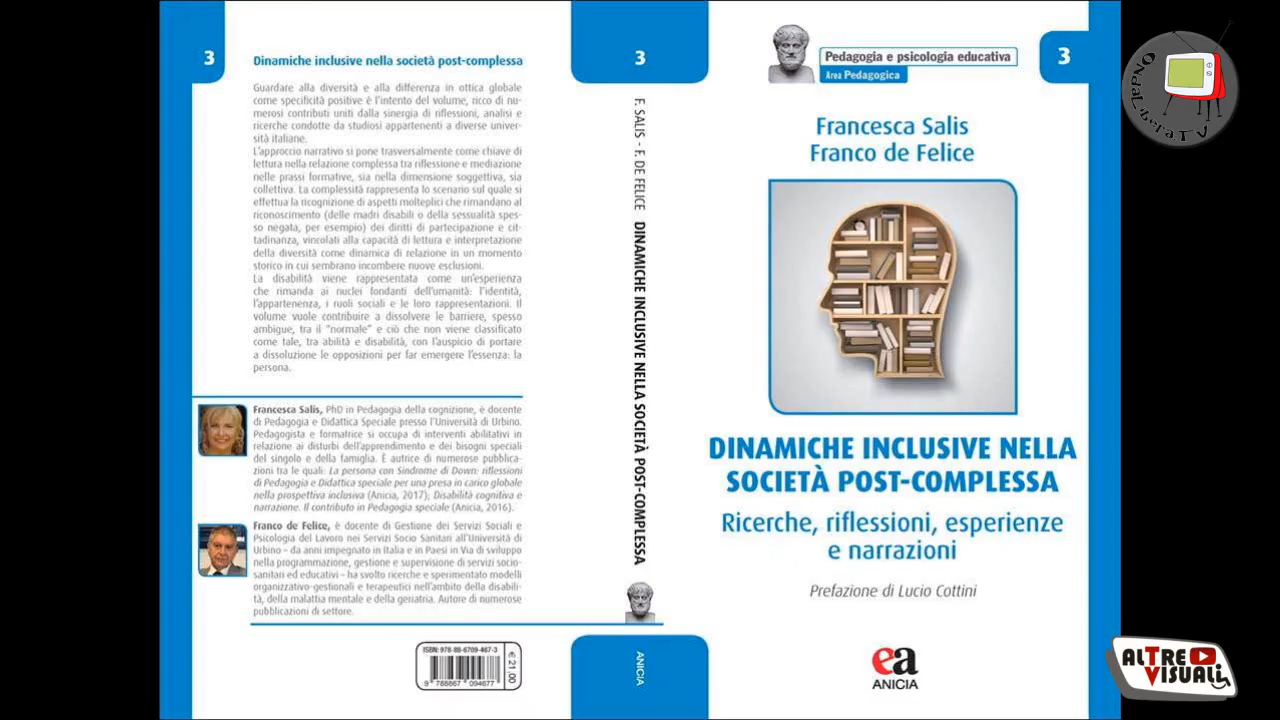 3
Dinamiche inclusive nella società post-complessa
Guardare alla diversità e alla differenza in ottica globale
come specificità positive è l'intento del volume, ricco di nu-
merosi contributi uniti dalla sinergia di riflessioni, analisi e
ricerche condotte da studiosi appartenenti a diverse univer-
sità italiane.
L'approccio narrativo si pone trasversalmente come chiave di
lettura nella relazione complessa tra riflessione e mediazione
nelle prassi formative, sia nella dimensione soggettiva, sia
collettiva. La complessità rappresenta lo scenario sul quale si
effettua la ricognizione di aspetti molteplici che rimandano al
riconoscimento (delle madri disabili o della sessualità spes-
so negata, per esempio) dei diritti di partecipazione e cit-
tadinanza, vincolati alla capacità di lettura e interpretazione
della diversità come dinamica di relazione in un momento
storico in cui sembrano incombere nuove esclusioni.
La disabilità viene rappresentata come un'esperienza
che rimanda ai nuclei fondanti dell'umanità: l'identità,
l'appartenenza, i ruoli sociali e le loro rappresentazioni. Il
volume vuole contribuire a dissolvere le barriere, spesso
ambigue, tra il "normale" e ciò che non viene classificato
come tale, tra abilità e disabilità, con l'auspicio di portare
a dissoluzione le opposizioni per far emergere l'essenza: la
persona.
Francesca Salis, PhD in Pedagogia della cognizione, è docente
di Pedagogia e Didattica Speciale presso l'Università di Urbino.
Pedagogista e formatrice si occupa di interventi abilitativi in
relazione ai disturbi dell'apprendimento e dei bisogni speciali
del singolo e della famiglia. È autrice di numerose pubblica-
zioni tra le quali: La persona con Sindrome di Down: riflessioni
di Pedagogia e Didattica speciale per una presa in carico globale
nella prospettiva inclusiva (Anicia, 2017); Disabilità cognitiva e
narrazione. Il contributo in Pedagogia speciale (Anicia, 2016).
Franco de Felice, è docente di Gestione dei Servizi Sociali e
Psicologia del Lavoro nei Servizi Socio Sanitari all'Università di
Urbino – da anni impegnato in Italia e in Paesi in Via di sviluppo
nella programmazione, gestione e supervisione di servizi socio-
sanitari ed educativi – ha svolto ricerche e sperimentato modelli
organizzativo-gestionali e terapeutici nell'ambito della disabili-
tà, della malattia mentale e della geriatria. Autore di numerose
pubblicazioni di settore.
ISBN: 978-88-6709-467-3
9 788867 094677
€ 21,00
3
F. SALIS - F. DE FELICE DINAMICHE INCLUSIVE NELLA SOCIETÀ POST-COMPLESSA
ANICIA
Pedagogia e psicologia educativa
Area Pedagogica
3
Francesca Salis
Franco de Felice
DINAMICHE INCLUSIVE NELLA
SOCIETÀ POST-COMPLESSA
Ricerche, riflessioni, esperienze
e narrazioni
Prefazione di Lucio Cottini
ea
ANICIA
OndaLiberaTV
ALTRE
VISUALI